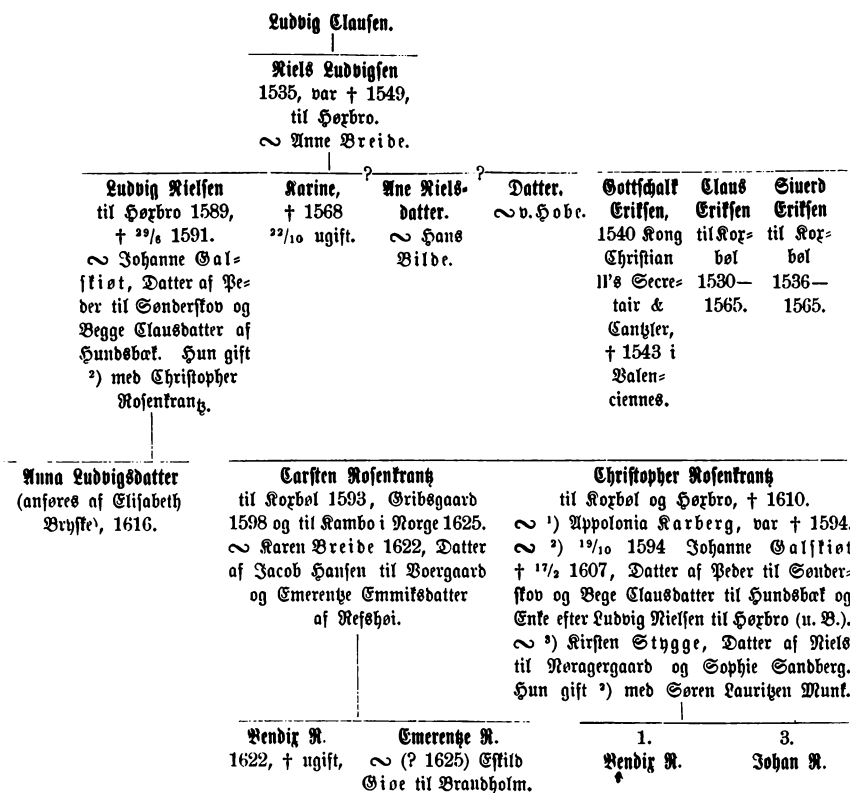 Ludvig Clausen.
Niels Ludvigsen
1535, var † 1549,
til Høxbro.
∾ Anne Breide.
Ludvig Nielsen
til Høxbro 1589,
† 29/6 1591.
∾ Johanne Gal=
skiøt, Datter af Pe=
der til Sønderskov og
Begge Clausdatter af
Hundsbæk. Hun gift
²) med Christopher
Rosenkrantz.
Karine,
† 1568
22/10 ugift.
?
Ane Niels=
datter.
∾ Hans
Bilde.
?
Datter.
∾ v. Hobe.
Gottschalk
Eriksen,
1540 Kong
Christian
II's Secre=
tair &
Cantzler,
† 1543 i
Valen=
ciennes.
Claus
Eriksen
til Kox=
bøl
1530—
1565.
Siuerd
Eriksen
til Kox=
bøl
1536—
1565.
Anna Ludvigsdatter
(anføres af Elisabeth
Bryske), 1616.
Carsten Rosenkrantz
til Koxbøl 1593, Gribsgaard
1598 og til Kambo i Norge 1625.
∾ Karen Breide 1622, Datter
af Jacob Hansen til Voergaard
og Emerentze Emmiksdatter
af Refshøi.
Christopher Rosenkrantz
til Koxbøl og Høxbro, † 1610.
∾ ¹) Appolonia Karberg, var † 1594.
∾ ²) 19/10 1594 Johanne Galskiøt
† 17/2 1607, Datter af Peder til Sønder=
skov og Bege Clausdatter til Hundsbæk og
Enke efter Ludvig Nielsen til Høxbro (u. B.).
∾ ³) Kirsten Stygge, Datter af Niels
til Nøragergaard og Sophie Sandberg.
Hun gift ²) med Søren Lauritzen Munk.
Bendix R.
1622, † ugift,
Emerentze R.
∾ (? 1625) Eskild
Giøe til Brandholm.
1.
Bendix R.
3.
Johan R.